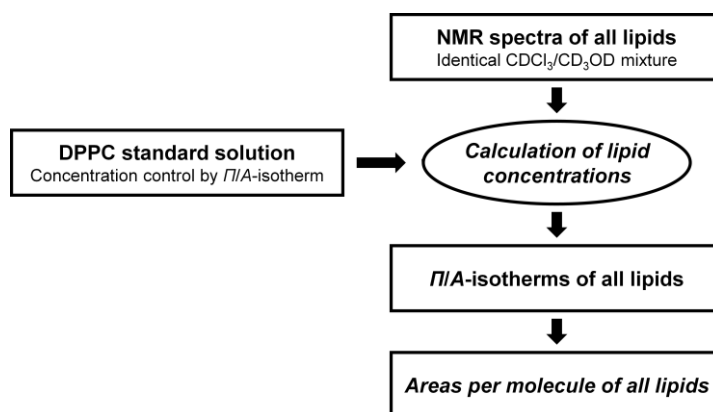 NMR spectra of all lipids
Identical CDCl₃/CD₃OD mixture
DPPC standard solution
Concentration control by Π/A-isotherm
Calculation of lipid
concentrations
Π/A-isotherms of all lipids
Areas per molecule of all lipids